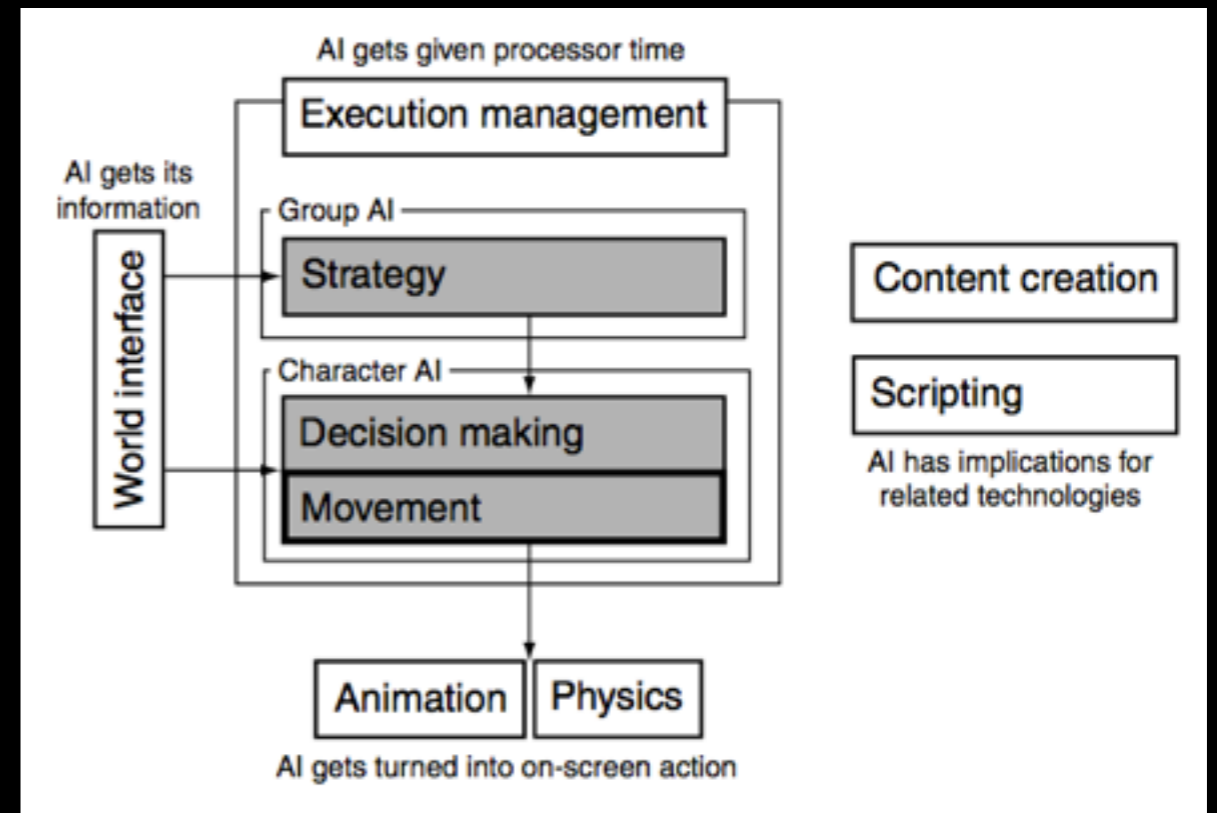 AI gets given processor time
Execution management
AI gets its
information
World interface
Group AI
Strategy
Character AI
Decision making
Movement
Content creation
Scripting
AI has implications for
related technologies
Animation
Physics
AI gets turned into on-screen action